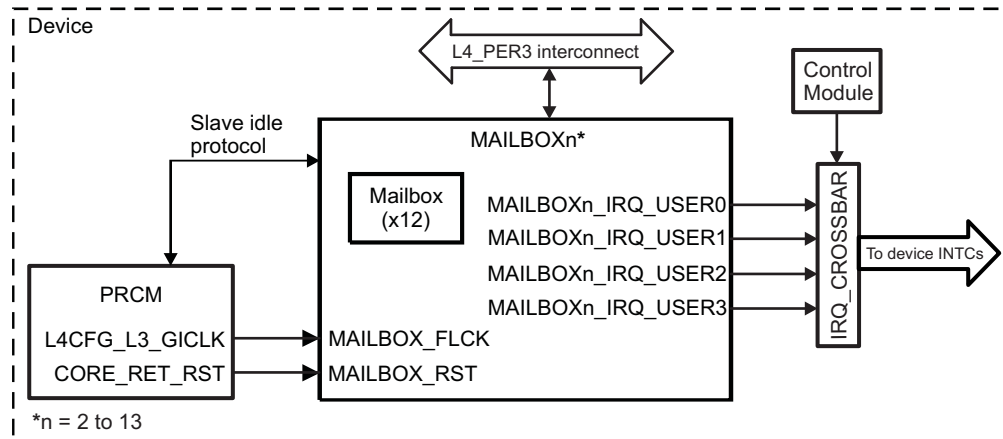 Device
L4_PER3 interconnect
Control
Module
Slave idle
protocol
MAILBOXn*
Mailbox
(x12)
MAILBOXn_IRQ_USER0
MAILBOXn_IRQ_USER1
MAILBOXn_IRQ_USER2
MAILBOXn_IRQ_USER3
IRQ_CROSSBAR
To device INTCs
PRCM
L4CFG_L3_GICLK
MAILBOX_FLCK
CORE_RET_RST
MAILBOX_RST
*n = 2 to 13